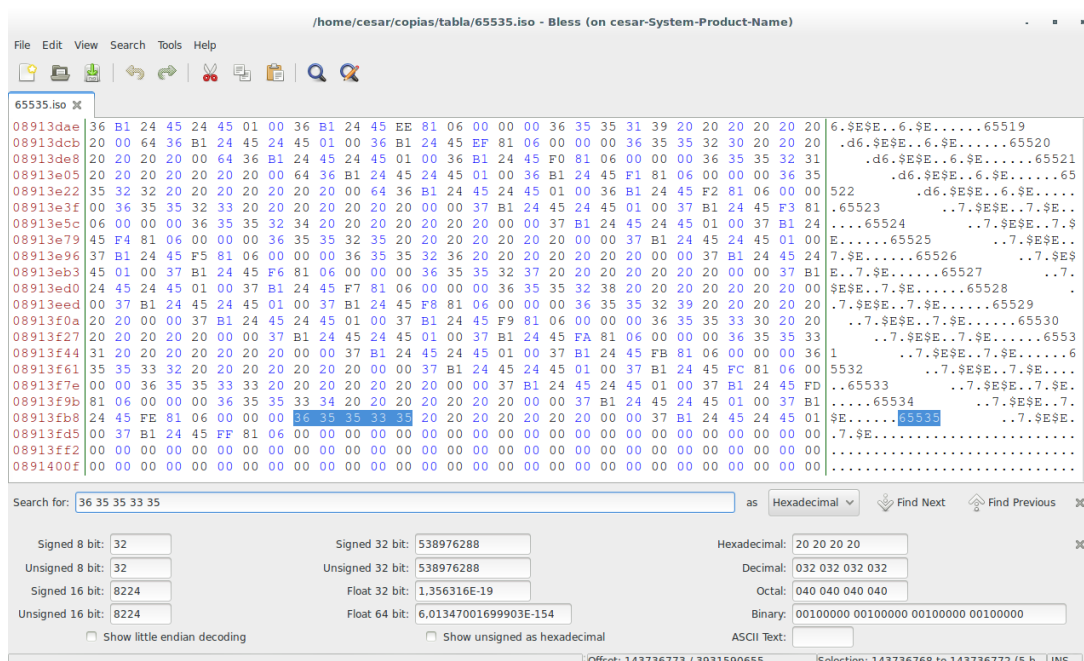 /home/cesar/copias/tabla/65535.iso - Bless (on cesar-System-Product-Name)
File Edit View Search Tools Help
65535.iso
08913dae 36 B1 24 45 24 45 01 00 36 B1 24 45 EE 81 06 00 00 00 36 35 35 31 39 20 20 20 20 20 20 6.$E$E..6.$E......65519
08913dcb 20 00 64 36 B1 24 45 24 45 01 00 36 B1 24 45 EF 81 06 00 00 00 36 35 35 32 30 20 20 20 .d6.$E$E..6.$E......65520
08913de8 20 20 20 20 00 64 36 B1 24 45 24 45 01 00 36 B1 24 45 F0 81 06 00 00 00 36 35 35 32 31 .d6.$E$E..6.$E......65521
08913e05 20 20 20 20 20 20 20 00 64 36 B1 24 45 24 45 01 00 36 B1 24 45 F1 81 06 00 00 00 36 35 .d6.$E$E..6.$E......65
08913e22 35 32 32 20 20 20 20 20 20 20 00 64 36 B1 24 45 24 45 01 00 36 B1 24 45 F2 81 06 00 00 522 .d6.$E$E..6.$E.....
08913e3f 00 36 35 35 32 33 20 20 20 20 20 20 20 00 00 37 B1 24 45 24 45 01 00 37 B1 24 45 F3 81 .65523 ..7.$E$E..7.$E..
08913e5c 06 00 00 00 36 35 35 32 34 20 20 20 20 20 20 20 00 00 37 B1 24 45 24 45 01 00 37 B1 24 ....65524 ..7.$E$E..7.$
08913e79 45 F4 81 06 00 00 00 36 35 35 32 35 20 20 20 20 20 20 20 00 00 37 B1 24 45 24 45 01 00 E......65525 ..7.$E$E..
08913e96 37 B1 24 45 F5 81 06 00 00 00 36 35 35 32 36 20 20 20 20 20 20 20 00 00 37 B1 24 45 24 7.$E......65526 ..7.$E$
08913eb3 45 01 00 37 B1 24 45 F6 81 06 00 00 00 36 35 35 32 37 20 20 20 20 20 20 20 00 00 37 B1 E..7.$E......65527 ..7.
08913ed0 24 45 24 45 01 00 37 B1 24 45 F7 81 06 00 00 00 36 35 35 32 38 20 20 20 20 20 20 20 00 $E$E..7.$E......65528 .
08913eed 00 37 B1 24 45 24 45 01 00 37 B1 24 45 F8 81 06 00 00 00 36 35 35 32 39 20 20 20 20 20 .7.$E$E..7.$E......65529
08913f0a 20 20 00 00 37 B1 24 45 24 45 01 00 37 B1 24 45 F9 81 06 00 00 00 36 35 35 33 30 20 20 ..7.$E$E..7.$E......65530
08913f27 20 20 20 20 20 00 00 37 B1 24 45 24 45 01 00 37 B1 24 45 FA 81 06 00 00 00 36 35 35 33 ..7.$E$E..7.$E......6553
08913f44 31 20 20 20 20 20 20 20 00 00 37 B1 24 45 24 45 01 00 37 B1 24 45 FB 81 06 00 00 00 36 1 ..7.$E$E..7.$E......6
08913f61 35 35 33 32 20 20 20 20 20 20 20 00 00 37 B1 24 45 24 45 01 00 37 B1 24 45 FC 81 06 00 5532 ..7.$E$E..7.$E....
08913f7e 00 00 36 35 35 33 33 20 20 20 20 20 20 20 00 00 37 B1 24 45 24 45 01 00 37 B1 24 45 FD ..65533 ..7.$E$E..7.$E.
08913f9b 81 06 00 00 00 36 35 35 33 34 20 20 20 20 20 20 20 00 00 37 B1 24 45 24 45 01 00 37 B1 .....65534 ..7.$E$E..7.
08913fb8 24 45 FE 81 06 00 00 00 36 35 35 33 35 20 20 20 20 20 20 20 00 00 37 B1 24 45 24 45 01 $E......65535 ..7.$E$E.
08913fd5 00 37 B1 24 45 FF 81 06 00 00 00 00 00 00 00 00 00 00 00 00 00 00 00 00 00 00 00 00 00 .7.$E........................
08913ff2 00 00 00 00 00 00 00 00 00 00 00 00 00 00 00 00 00 00 00 00 00 00 00 00 00 00 00 00 00 .............................
0891400f 00 00 00 00 00 00 00 00 00 00 00 00 00 00 00 00 00 00 00 00 00 00 00 00 00 00 00 00 00 .............................
Search for: 36 35 35 33 35 as Hexadecimal Find Next Find Previous
Signed 8 bit: 32 Signed 32 bit: 538976288 Hexadecimal: 20 20 20 20
Unsigned 8 bit: 32 Unsigned 32 bit: 538976288 Decimal: 032 032 032 032
Signed 16 bit: 8224 Float 32 bit: 1,356316E-19 Octal: 040 040 040 040
Unsigned 16 bit: 8224 Float 64 bit: 6,01347001699903E-154 Binary: 00100000 00100000 00100000 00100000
Show little endian decoding Show unsigned as hexadecimal ASCII Text:
Offset: 143736773 / 3931590655 Selection: 143736768 to 143736772 (5 b INS